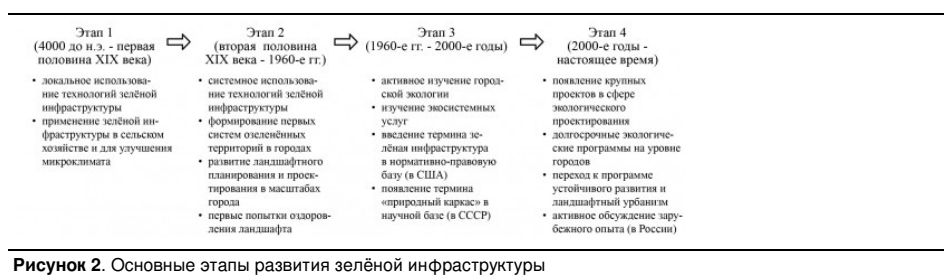 Этап 1
(4000 до н.э. - первая
половина XIX века)
• локальное использова-
ние технологий зелёной
инфраструктуры
• применение зелёной ин-
фраструктуры в сельском
хозяйстве и для улучшения
микроклимата
Этап 2
(вторая половина
XIX века - 1960-е гг.)
• системное использова-
ние технологий зелёной
инфраструктуры
• формирование первых
систем озеленённых
территорий в городах
• развитие ландшафтного
планирования и проек-
тирования в масштабах
города
• первые попытки оздоров-
ления ландшафта
Этап 3
(1960-е гг. - 2000-е годы)
• активное изучение город-
ской экологии
• изучение экосистемных
услуг
• введение термина зе-
лёная инфраструктура
в нормативно-правовую
базу (в США)
• появление термина
«природный каркас» в
научной базе (в СССР)
Этап 4
(2000-е годы -
настоящее время)
• появление крупных
проектов в сфере
экологического
проектирования
• долгосрочные экологиче-
ские программы на уровне
городов
• переход к программе
устойчивого развития и
ландшафтный урбанизм
• активное обсуждение зару-
бежного опыта (в России)
Рисунок 2. Основные этапы развития зелёной инфраструктуры